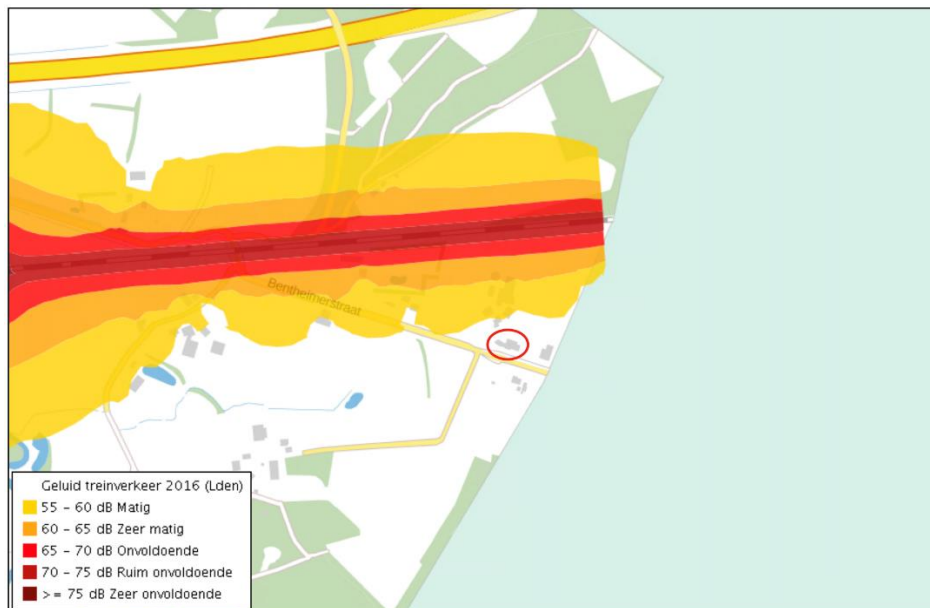 Bentheimerstraat
Geluid treinverkeer 2016 (Lden)
55 - 60 dB Matig
60 - 65 dB Zeer matig
65 - 70 dB Onvoldoende
70 - 75 dB Ruim onvoldoende
>= 75 dB Zeer onvoldoende